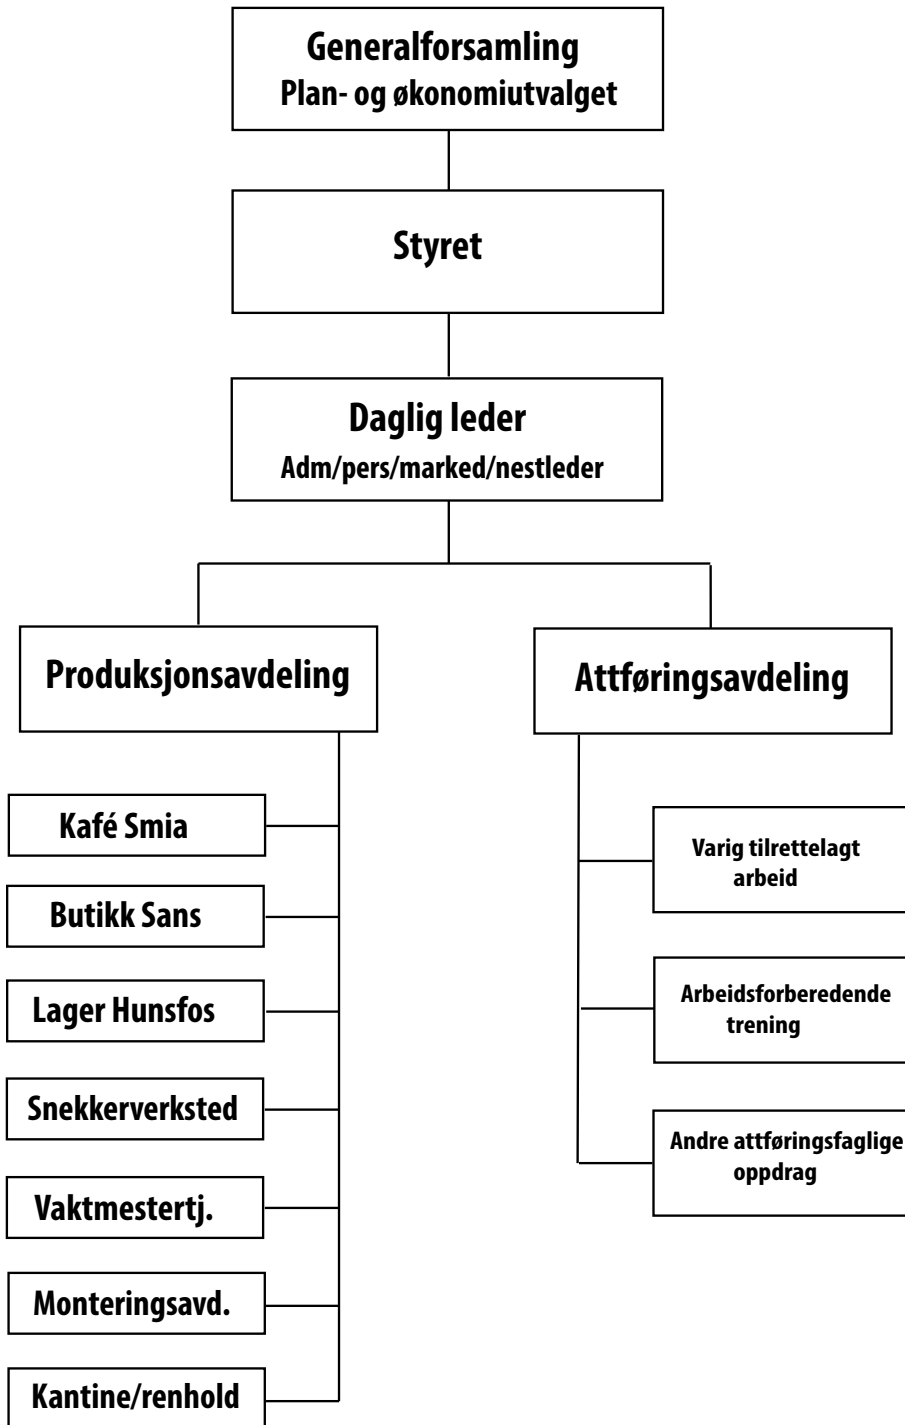 Generalforsamling
Plan- og økonomiutvalget
Styret
Daglig leder
Adm/pers/marked/nestleder
Produksjonsavdeling
Kafé Smia
Butikk Sans
Lager Hunsfos
Snekkerverksted
Vaktmestertj.
Monteringsavd.
Kantine/renhold
Attføringsavdeling
Varig tilrettelagt
arbeid
Arbeidsforberedende
trening
Andre attføringsfaglige
oppdrag